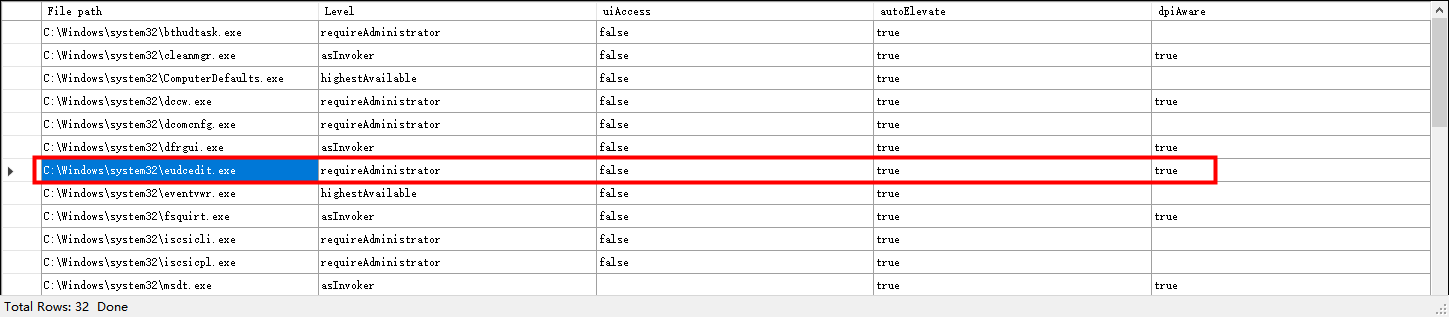 File path Level uiAccess autoElevate dpiAware
C:\Windows\system32\bthudtask.exe requireAdministrator false true
C:\Windows\system32\cleanmgr.exe asInvoker false true true
C:\Windows\system32\ComputerDefaults.exe highestAvailable false true
C:\Windows\system32\dccw.exe requireAdministrator false true true
C:\Windows\system32\dcomcnfg.exe requireAdministrator false true
C:\Windows\system32\dfrgui.exe asInvoker false true true
C:\Windows\system32\eudcedit.exe requireAdministrator false true true
C:\Windows\system32\eventvwr.exe highestAvailable false true
C:\Windows\system32\fsquirt.exe asInvoker false true true
C:\Windows\system32\iscsicli.exe requireAdministrator false true
C:\Windows\system32\iscsicpl.exe requireAdministrator false true
C:\Windows\system32\msdt.exe asInvoker true true
Total Rows: 32 Done